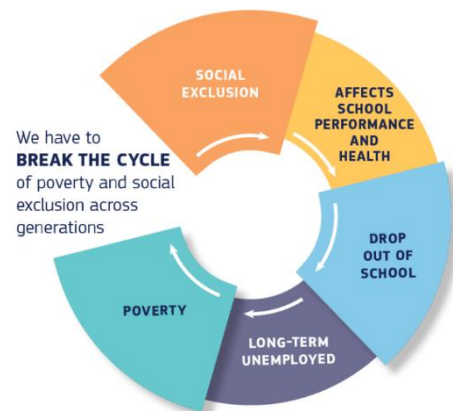 We have to
BREAK THE CYCLE
of poverty and social
exclusion across
generations
SOCIAL
EXCLUSION
AFFECTS
SCHOOL
PERFORMANCE
AND
HEALTH
DROP
OUT OF
SCHOOL
LONG-TERM
UNEMPLOYED
POVERTY